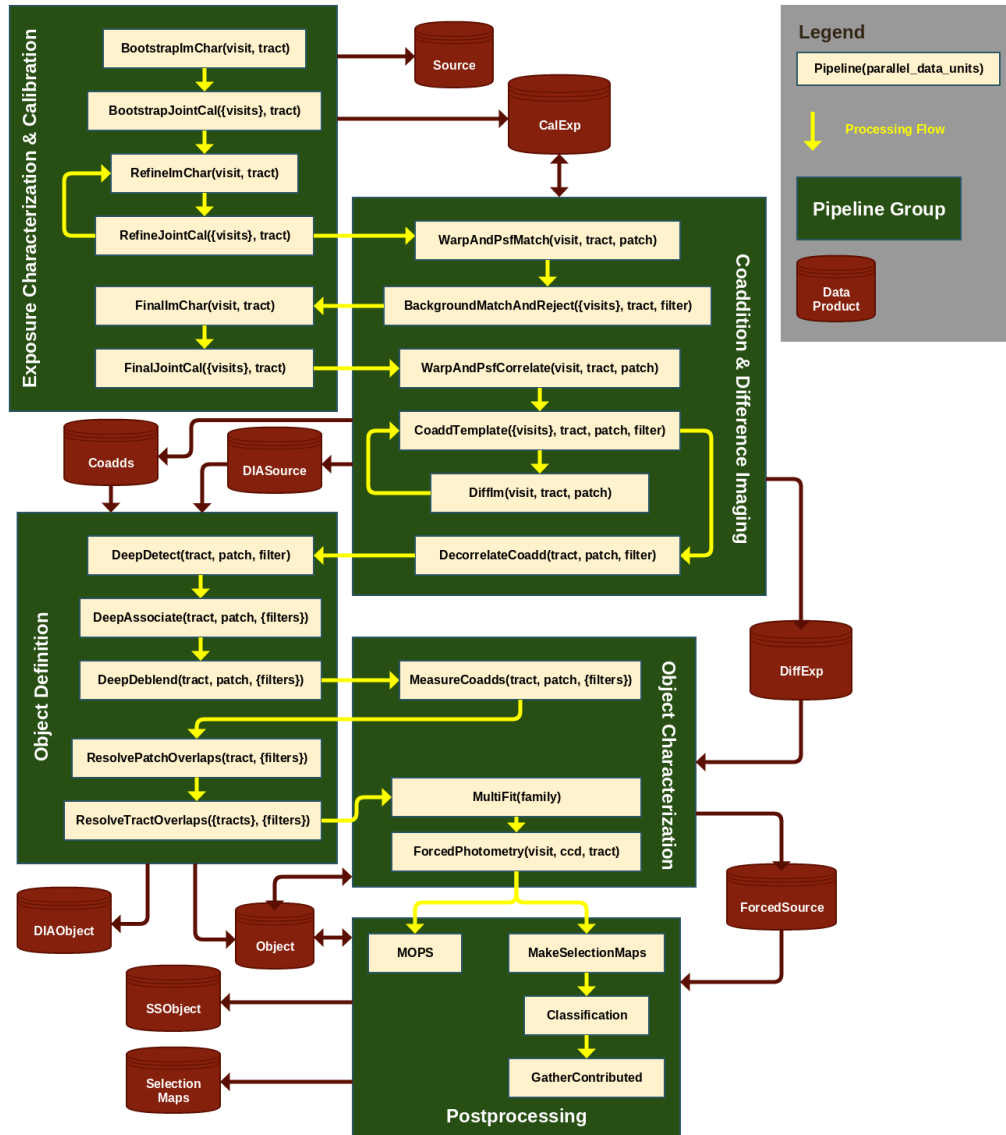 Exposure Characterization & Calibration
BootstrapImChar(visit, tract)
BootstrapJointCal({visits}, tract)
RefineImChar(visit, tract)
RefineJointCal({visits}, tract)
FinalImChar(visit, tract)
FinalJointCal({visits}, tract)
Source
CalExp
Legend
Pipeline(parallel_data_units)
Processing Flow
Pipeline Group
Data
Product
Coaddition & Difference Imaging
WarpAndPsfMatch(visit, tract, patch)
BackgroundMatchAndReject({visits}, tract, filter)
WarpAndPsfCorrelate(visit, tract, patch)
CoaddTemplate({visits}, tract, patch, filter)
DiffIm(visit, tract, patch)
DecorrelateCoadd(tract, patch, filter)
Coadds
DIASource
Object Definition
DeepDetect(tract, patch, filter)
DeepAssociate(tract, patch, {filters})
DeepDeblend(tract, patch, {filters})
ResolvePatchOverlaps(tract, {filters})
ResolveTractOverlaps({tracts}, {filters})
DiffExp
Object Characterization
MeasureCoadds(tract, patch, {filters})
MultiFit(family)
ForcedPhotometry(visit, ccd, tract)
DIAObject
Object
ForcedSource
SSObject
Selection
Maps
MOPS
MakeSelectionMaps
Classification
GatherContributed
Postprocessing